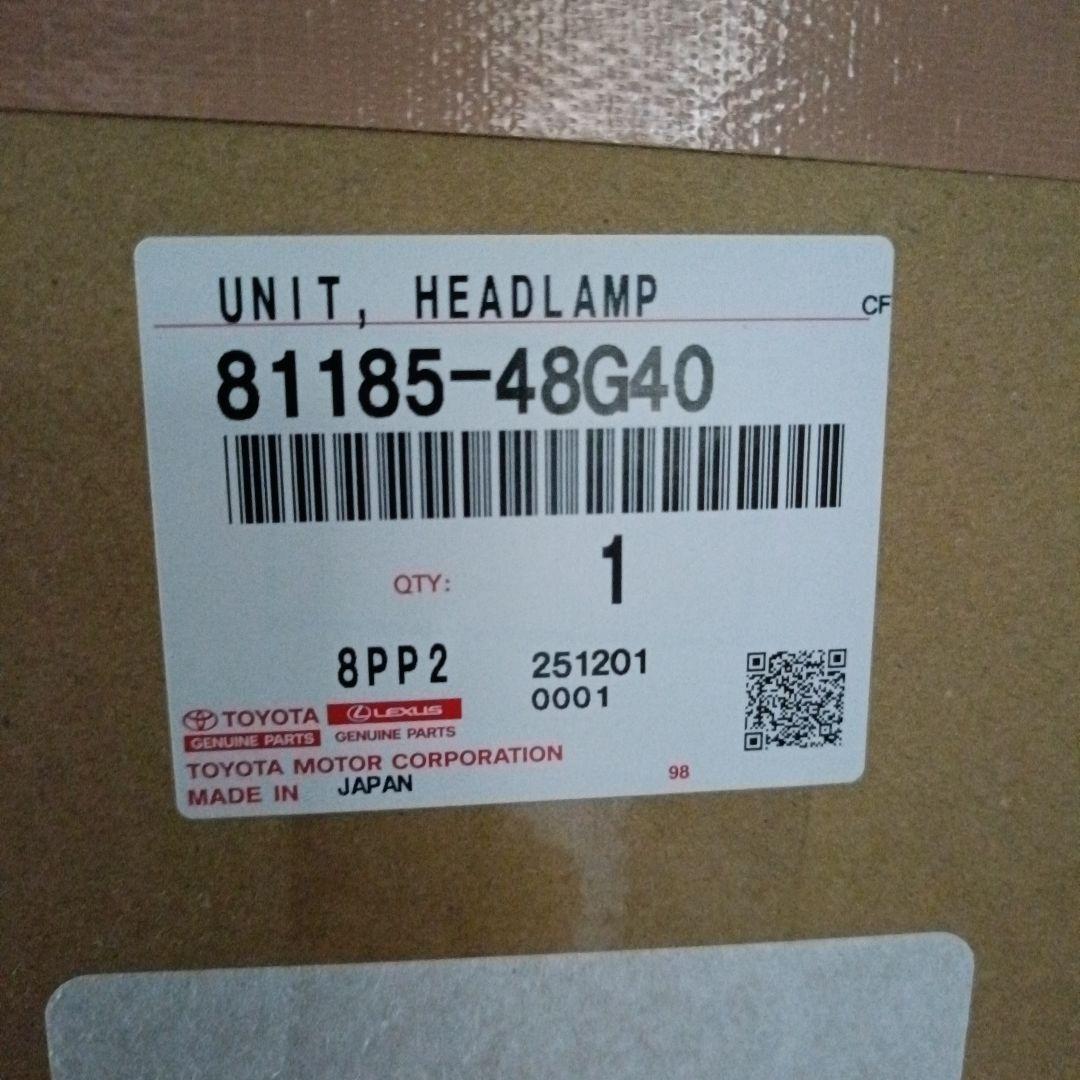 UNIT, HEADLAMP
CF
81185-48G40
QTY: 1
8PP2 251201
0001
TOYOTA LEXUS
GENUINE PARTS GENUINE PARTS
TOYOTA MOTOR CORPORATION
MADE IN JAPAN 98